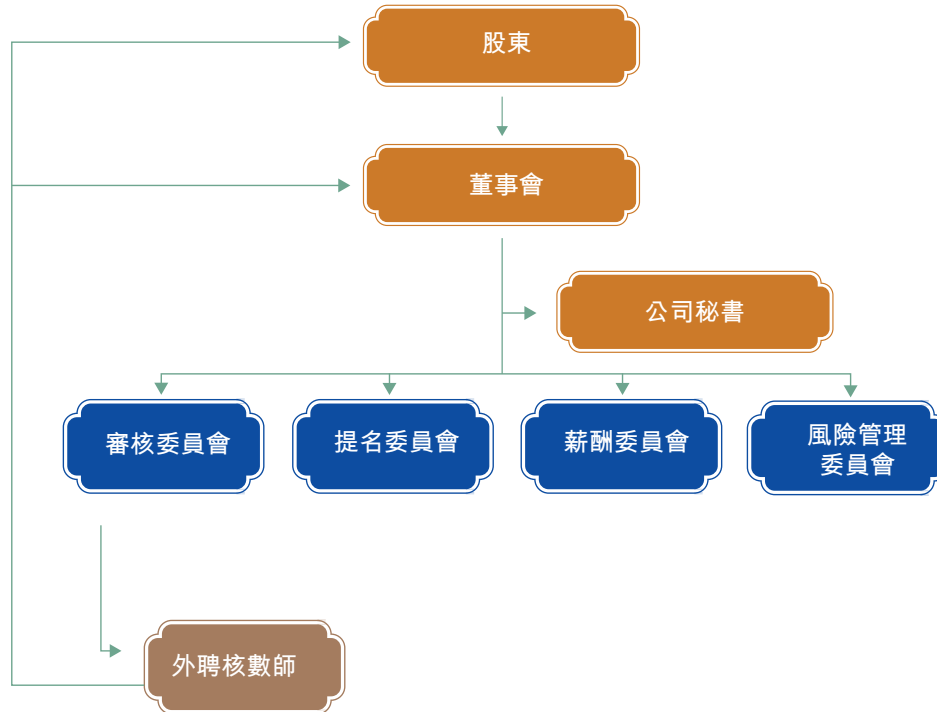 股東
董事會
公司秘書
審核委員會
提名委員會
薪酬委員會
風險管理
委員會
外聘核數師